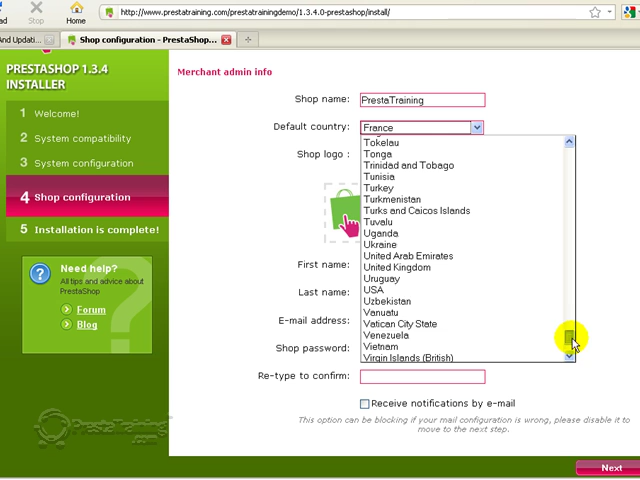 Stop
Home
http://www.prestatraining.com/prestatrainingdemo/1.3.4.0-prestashop/install/
And Updati...
Shop configuration - PrestaShop...
PRESTASHOP 1.3.4
INSTALLER
1 Welcome!
2 System compatibility
3 System configuration
4 Shop configuration
5 Installation is complete!
Need help?
All tips and advice about
PrestaShop
Forum
Blog
Merchant admin info
Shop name: PrestaTraining
Default country: France
Shop logo :
Tokelau
Tonga
Trinidad and Tobago
Tunisia
Turkey
Turkmenistan
Turks and Caicos Islands
Tuvalu
Uganda
Ukraine
United Arab Emirates
United Kingdom
Uruguay
USA
Uzbekistan
Vanuatu
Vatican City State
Venezuela
Vietnam
Virgin Islands (British)
First name:
Last name:
E-mail address:
Shop password:
Re-type to confirm:
Receive notifications by e-mail
This option can be blocking if your mail configuration is wrong, please disable it to
move to the next step.
PrestaTraining
.com
Next